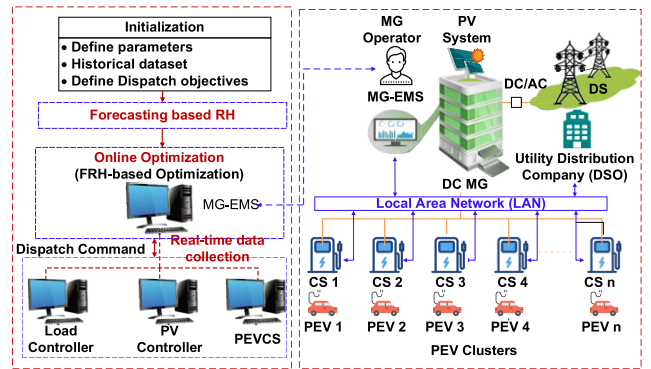 Initialization
• Define parameters
• Historical dataset
• Define Dispatch objectives
Forecasting based RH
Online Optimization
(FRH-based Optimization)
MG-EMS
Dispatch Command
Real-time data
collection
Load
Controller
PV
Controller
PEVCS
MG
Operator
MG-EMS
PV
System
DC/AC
DS
Utility Distribution
Company (DSO)
DC MG
Local Area Network (LAN)
CS 1
CS 2
CS 3
CS 4
CS n
PEV 1
PEV 2
PEV 3
PEV 4
PEV n
PEV Clusters